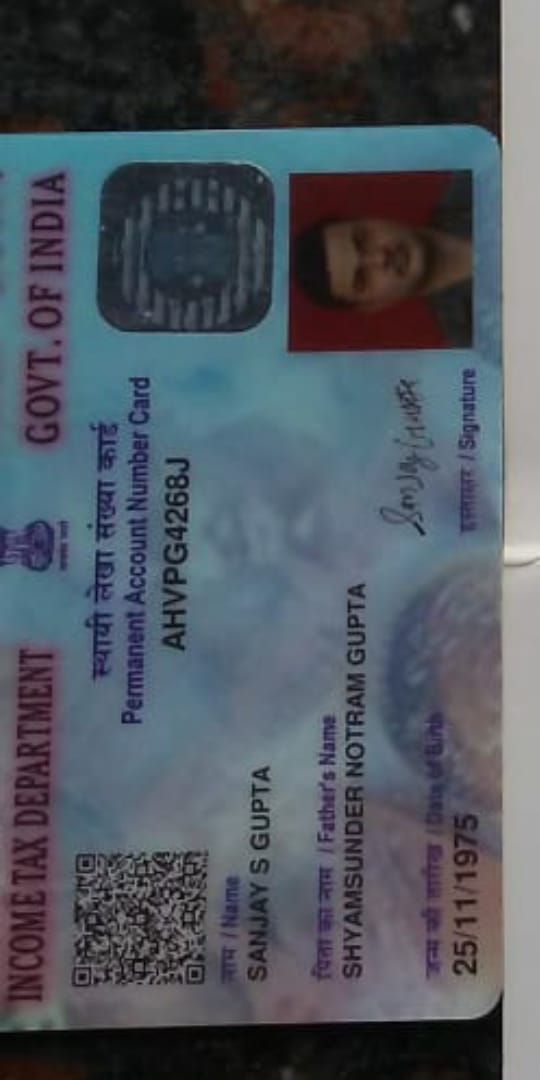 INCOME TAX DEPARTMENT GOVT. OF INDIA
स्थायी लेखा संख्या कार्ड
Permanent Account Number Card
AHVPG4268J
नाम / Name
SANJAY S GUPTA
पिता का नाम / Father's Name
SHYAMSUNDER NOTRAM GUPTA
जन्म की तारीख / Date of Birth
25/11/1975
Sanjay Gupta
हस्ताक्षर / Signature